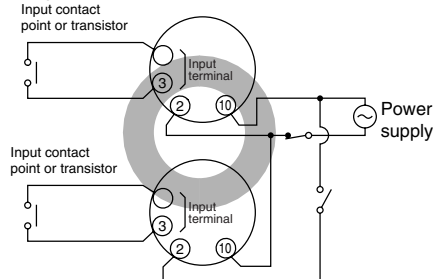 Input contact
point or transistor
Input
terminal
3
2
10
Power
supply
Input contact
point or transistor
Input
terminal
3
2
10